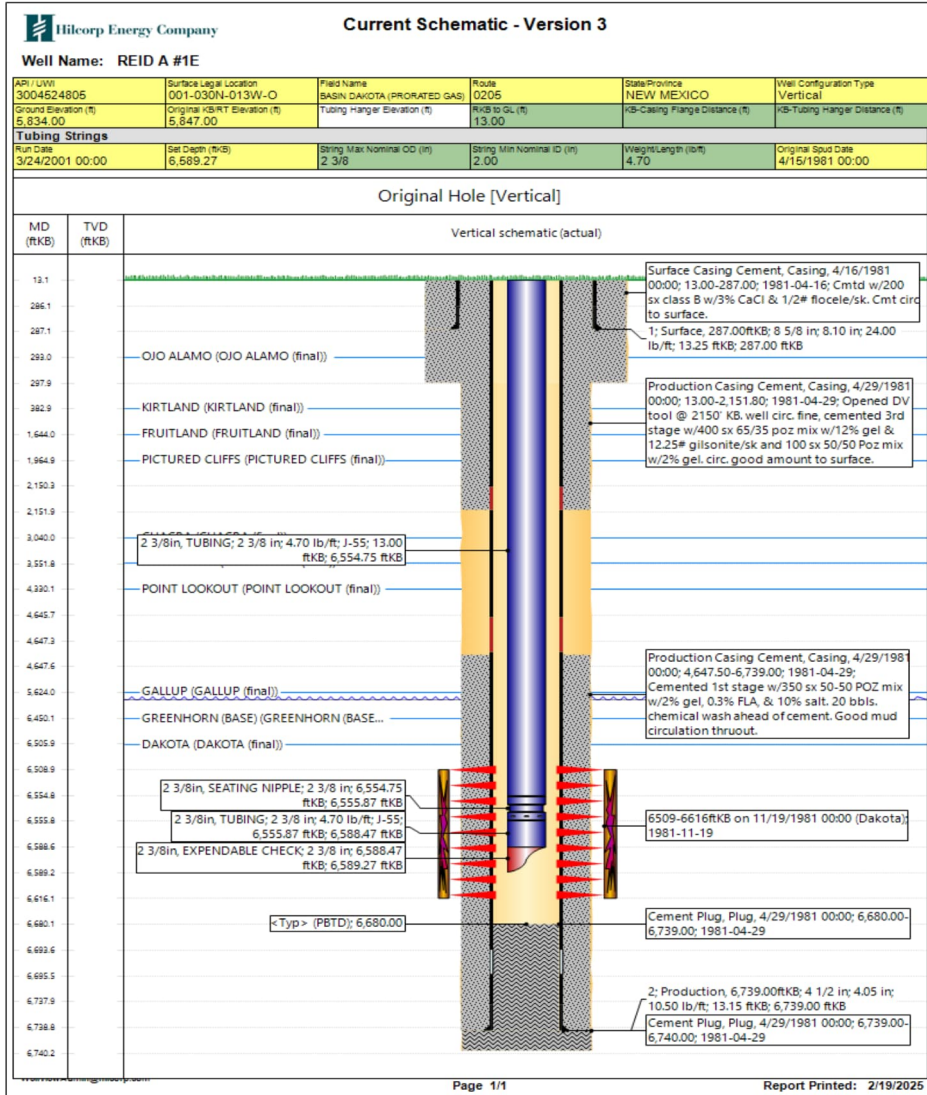 Hilcorp Energy Company
Current Schematic - Version 3
Well Name: REID A #1E
API / UWI
3004524805
Surface Legal Location
001-030N-013W-O
Field Name
BASIN DAKOTA (PRORATED GAS)
Route
0205
State/Province
NEW MEXICO
Well Configuration Type
Vertical
Ground Elevation (ft)
5,834.00
Original KB/RT Elevation (ft)
5,847.00
Tubing Hanger Elevation (ft)
RKB to GL (ft)
13.00
KB-Casing Flange Distance (ft)
KB-Tubing Hanger Distance (ft)
Tubing Strings
Run Date
3/24/2001 00:00
Set Depth (ftKB)
6,589.27
String Max Nominal OD (in)
2 3/8
String Min Nominal ID (in)
2.00
Weight/Length (lb/ft)
4.70
Original Spud Date
4/15/1981 00:00
Original Hole [Vertical]
MD
(ftKB)
TVD
(ftKB)
Vertical schematic (actual)
13.1
286.1
287.1
293.0
297.9
382.9
1,644.0
1,964.9
2,150.3
2,151.9
3,040.0
3,551.8
4,330.1
4,645.7
4,647.3
4,647.6
5,624.0
6,450.1
6,505.9
6,508.9
6,554.8
6,555.8
6,588.6
6,589.2
6,616.1
6,680.1
6,693.6
6,695.5
6,737.9
6,738.8
6,740.2
OJO ALAMO (OJO ALAMO (final))
KIRTLAND (KIRTLAND (final))
FRUITLAND (FRUITLAND (final))
PICTURED CLIFFS (PICTURED CLIFFS (final))
2 3/8in, TUBING; 2 3/8 in; 4.70 lb/ft; J-55; 13.00
ftKB; 6,554.75 ftKB
POINT LOOKOUT (POINT LOOKOUT (final))
GALLUP (GALLUP (final))
GREENHORN (BASE) (GREENHORN (BASE...
DAKOTA (DAKOTA (final))
2 3/8in, SEATING NIPPLE; 2 3/8 in; 6,554.75
ftKB; 6,555.87 ftKB
2 3/8in, TUBING; 2 3/8 in; 4.70 lb/ft; J-55;
6,555.87 ftKB; 6,588.47 ftKB
2 3/8in, EXPENDABLE CHECK; 2 3/8 in; 6,588.47
ftKB; 6,589.27 ftKB
<Typ> (PBTD); 6,680.00
Surface Casing Cement, Casing, 4/16/1981
00:00; 13.00-287.00; 1981-04-16; Cmtd w/200
sx class B w/3% CaCl & 1/2# flocele/sk. Cmt circ
to surface.
1; Surface, 287.00ftKB; 8 5/8 in; 8.10 in; 24.00
lb/ft; 13.25 ftKB; 287.00 ftKB
Production Casing Cement, Casing, 4/29/1981
00:00; 13.00-2,151.80; 1981-04-29; Opened DV
tool @ 2150' KB. well circ. fine, cemented 3rd
stage w/400 sx 65/35 poz mix w/12% gel &
12.25# gilsonite/sk and 100 sx 50/50 Poz mix
w/2% gel. circ. good amount to surface.
Production Casing Cement, Casing, 4/29/1981
00:00; 4,647.50-6,739.00; 1981-04-29;
Cemented 1st stage w/350 sx 50-50 POZ mix
w/2% gel, 0.3% FLA, & 10% salt. 20 bbls.
chemical wash ahead of cement. Good mud
circulation thruout.
6509-6616ftKB on 11/19/1981 00:00 (Dakota);
1981-11-19
Cement Plug, Plug, 4/29/1981 00:00; 6,680.00-
6,739.00; 1981-04-29
2; Production, 6,739.00ftKB; 4 1/2 in; 4.05 in;
10.50 lb/ft; 13.15 ftKB; 6,739.00 ftKB
Cement Plug, Plug, 4/29/1981 00:00; 6,739.00-
6,740.00; 1981-04-29
Page 1/1
Report Printed: 2/19/2025